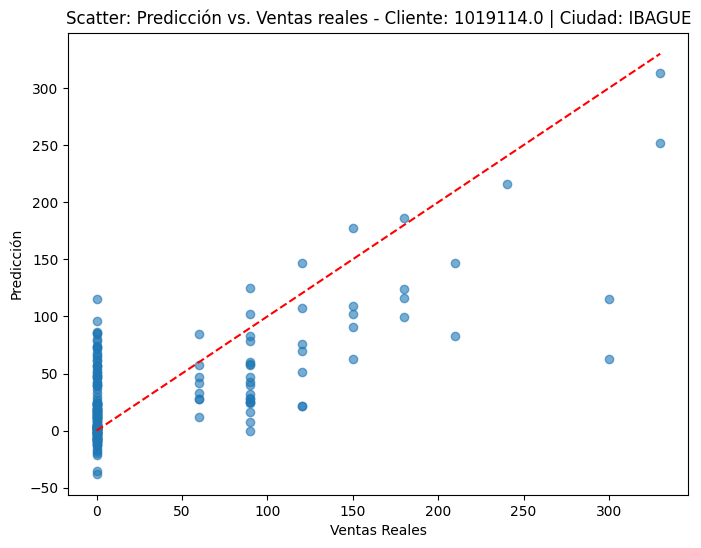 Scatter: Predicción vs. Ventas reales - Cliente: 1019114.0 | Ciudad: IBAGUE
300
250
200
150
100
50
0
−50
Predicción
0 50 100 150 200 250 300
Ventas Reales